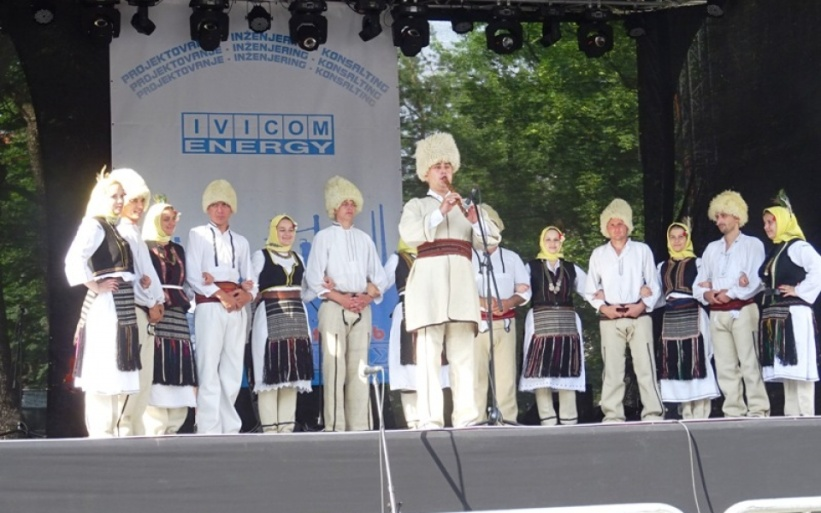 PROJEKTOVANJE - INŽENJERING - KONSALTING
PROJEKTOVANJE - INŽENJERING - KONSALTING
PROJEKTOVANJE - INŽENJERING - KONSALTING
IVICOM
ENERGY